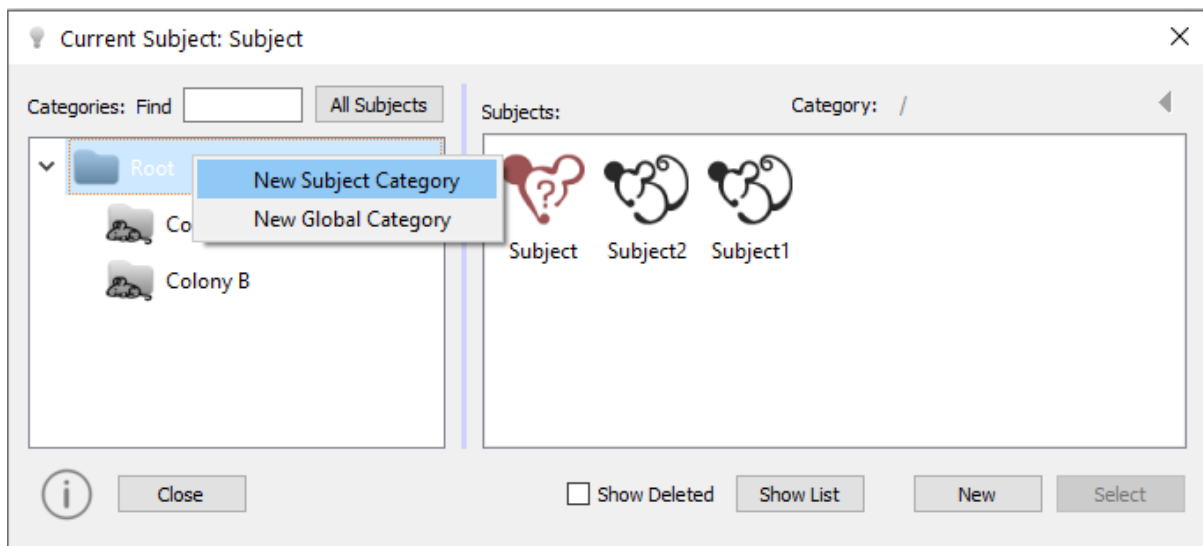 Current Subject: Subject
Categories: Find
All Subjects
Subjects:
Category: /
Root
New Subject Category
New Global Category
Co
Colony B
Subject
Subject2
Subject1
Close
Show Deleted
Show List
New
Select